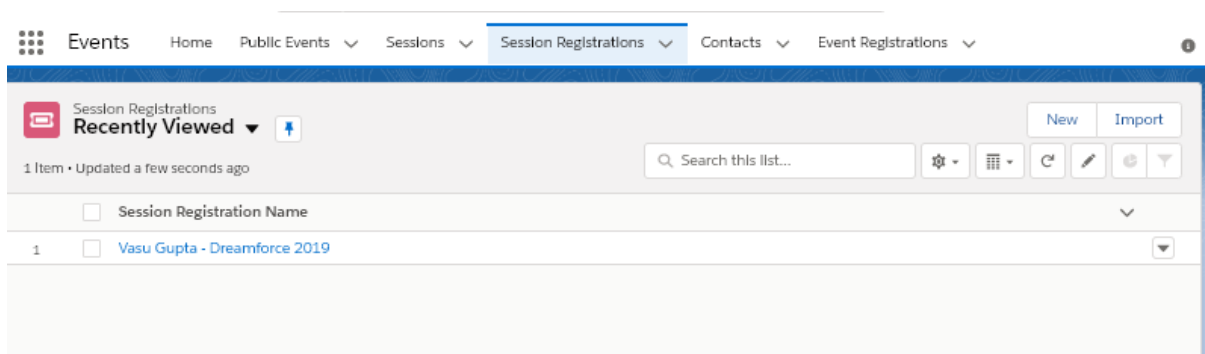 Events Home Public Events Sessions Session Registrations Contacts Event Registrations
Session Registrations
Recently Viewed
New Import
1 Item • Updated a few seconds ago
Search this list...
Session Registration Name
1 Vasu Gupta - Dreamforce 2019